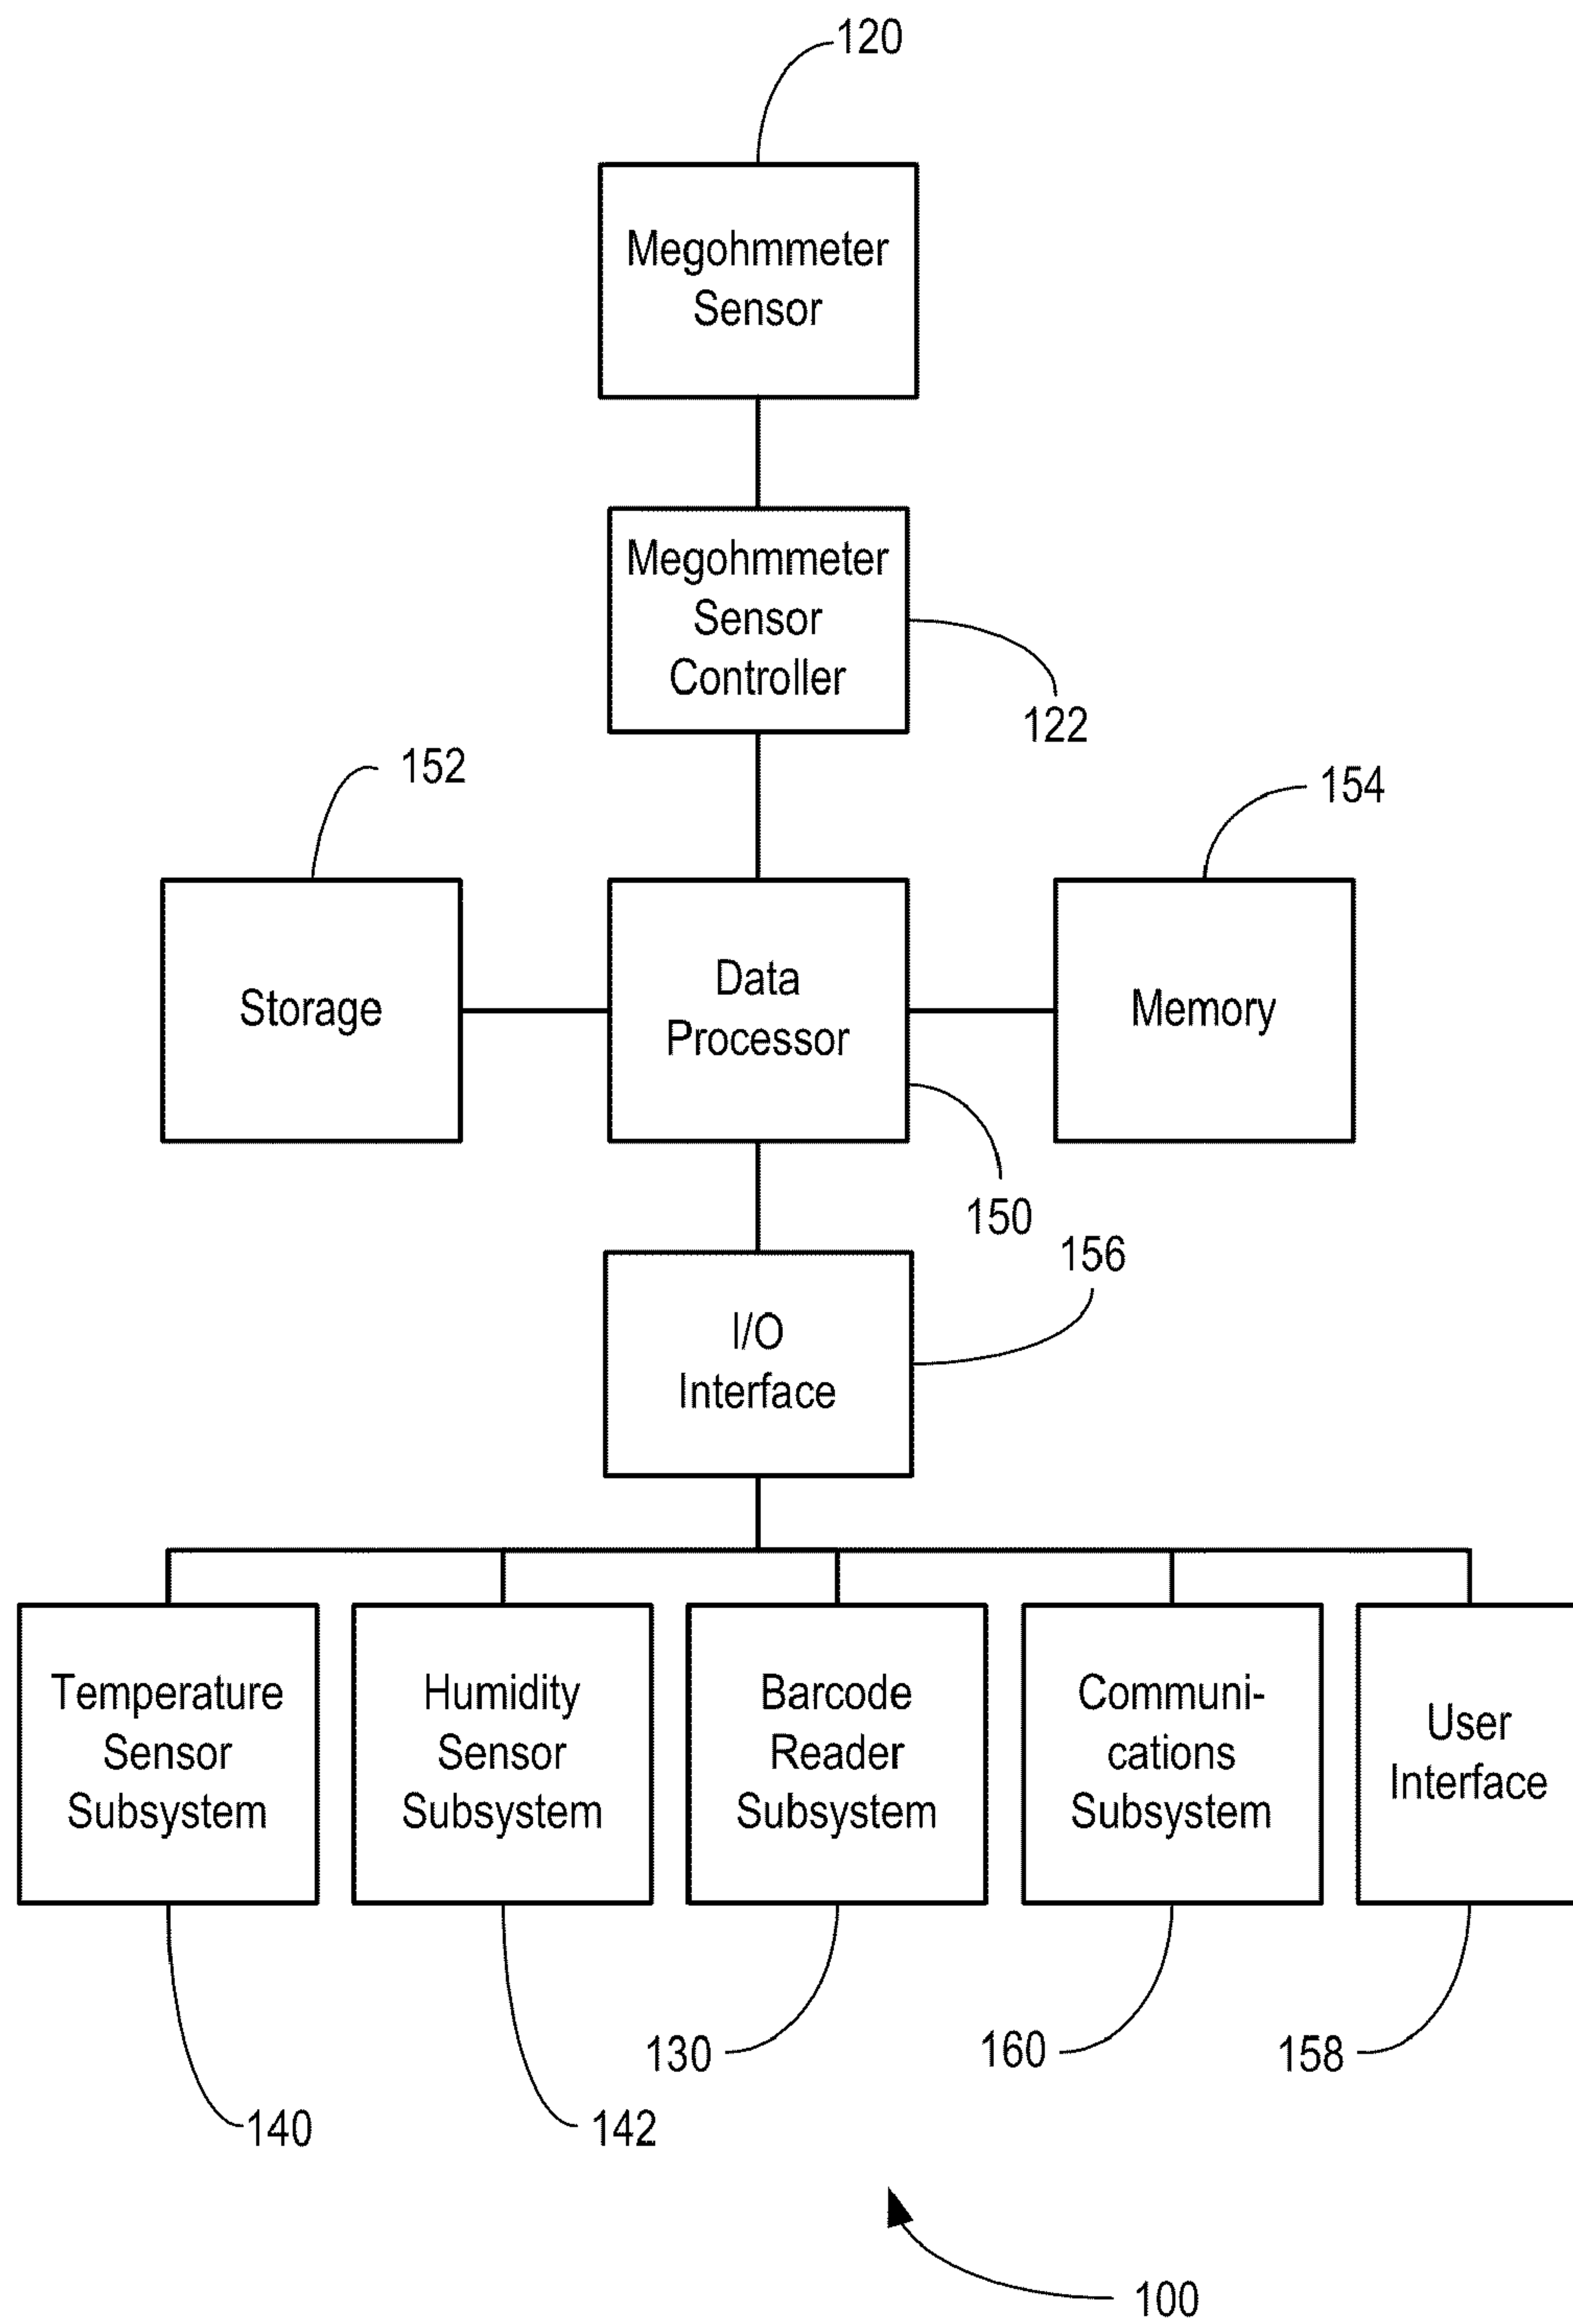 120
Megohmmeter
Sensor
Megohmmeter
Sensor
Controller
122
152
154
Storage
Data
Processor
Memory
150
156
I/O
Interface
Temperature
Sensor
Subsystem
Humidity
Sensor
Subsystem
Barcode
Reader
Subsystem
Communi-
cations
Subsystem
User
Interface
130
160
158
140
142
100